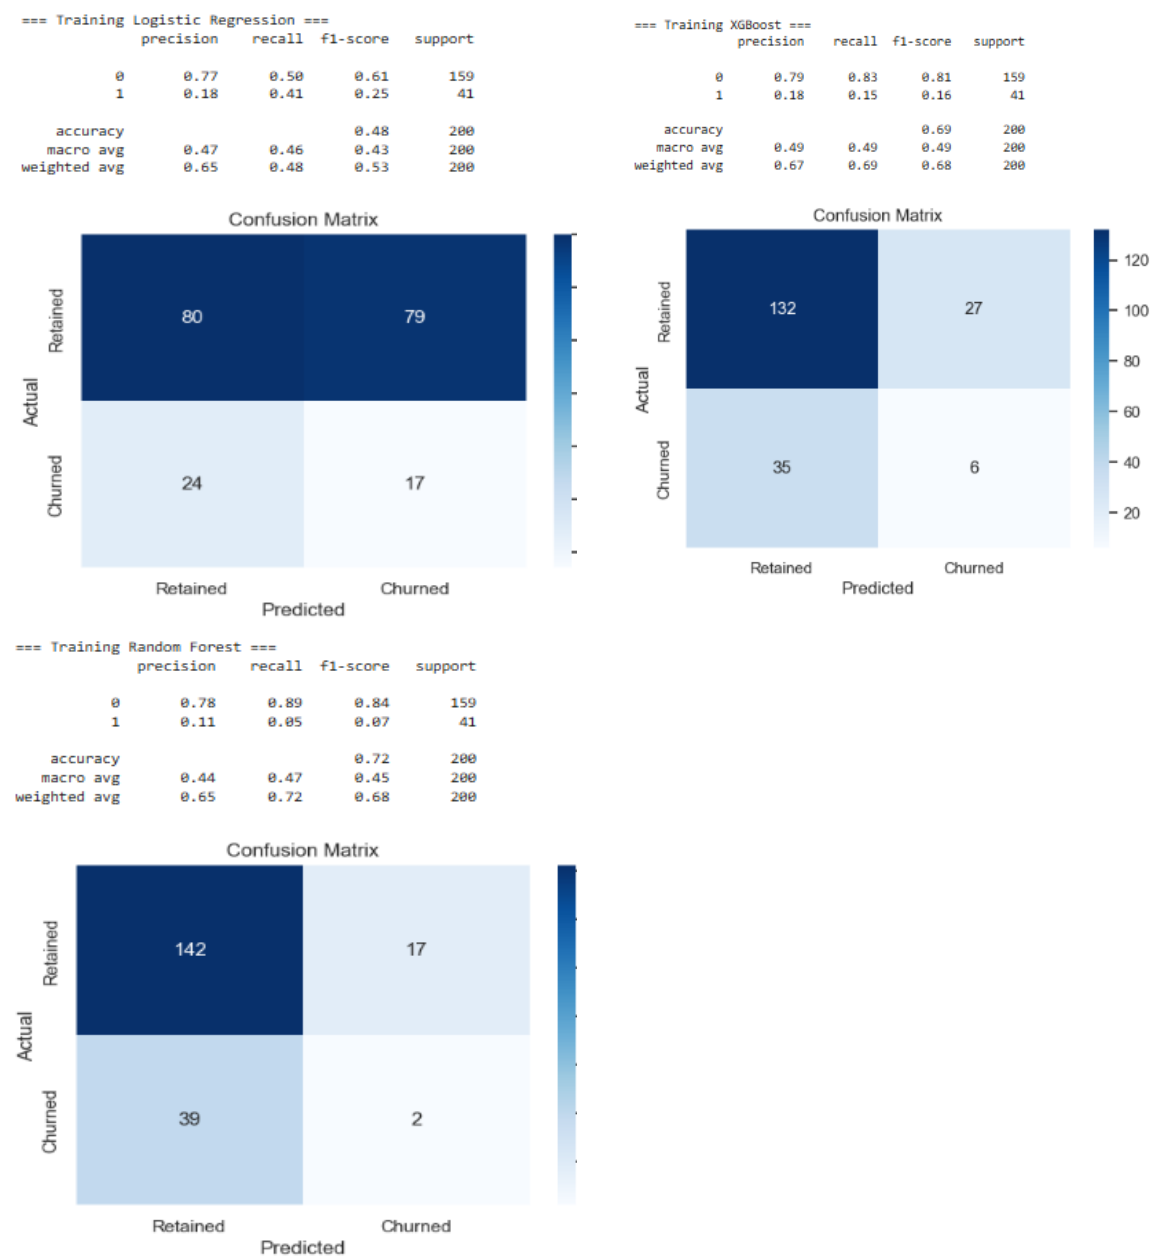 === Training Logistic Regression ===
precision recall f1-score support
0 0.77 0.50 0.61 159
1 0.18 0.41 0.25 41
accuracy 0.48 200
macro avg 0.47 0.46 0.43 200
weighted avg 0.65 0.48 0.53 200
Confusion Matrix
Retained 80 79
Actual
Churned 24 17
Retained Churned
Predicted
=== Training XGBoost ===
precision recall f1-score support
0 0.79 0.83 0.81 159
1 0.18 0.15 0.16 41
accuracy 0.69 200
macro avg 0.49 0.49 0.49 200
weighted avg 0.67 0.69 0.68 200
Confusion Matrix
Retained 132 27
Actual
Churned 35 6
Retained Churned
Predicted
120
100
80
60
40
20
=== Training Random Forest ===
precision recall f1-score support
0 0.78 0.89 0.84 159
1 0.11 0.05 0.07 41
accuracy 0.72 200
macro avg 0.44 0.47 0.45 200
weighted avg 0.65 0.72 0.68 200
Confusion Matrix
Retained 142 17
Actual
Churned 39 2
Retained Churned
Predicted